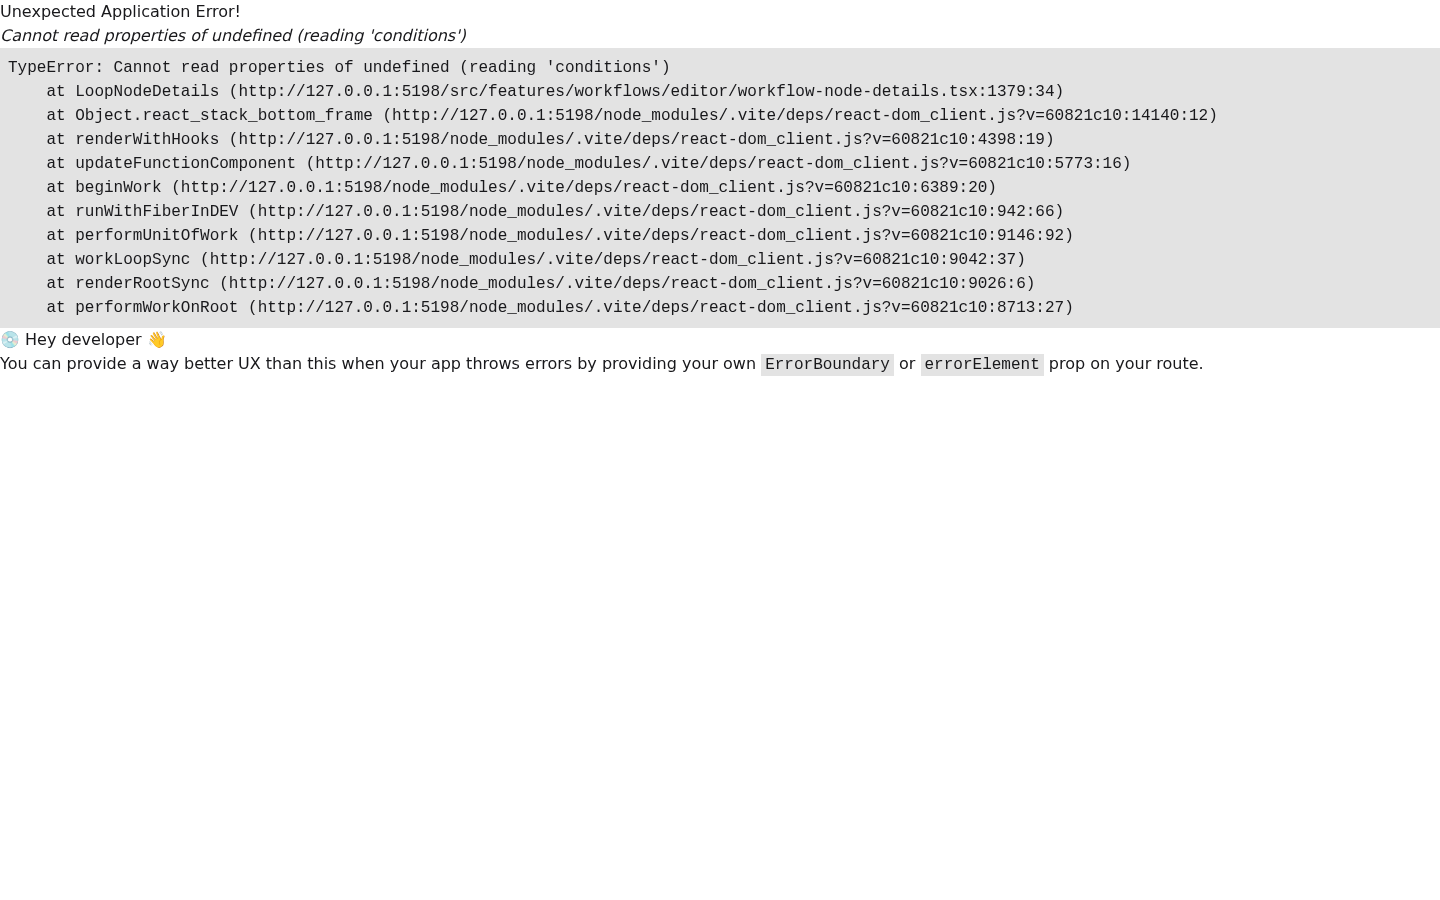 Unexpected Application Error!
Cannot read properties of undefined (reading 'conditions')
TypeError: Cannot read properties of undefined (reading 'conditions')
    at LoopNodeDetails (http://127.0.0.1:5198/src/features/workflows/editor/workflow-node-details.tsx:1379:34)
    at Object.react_stack_bottom_frame (http://127.0.0.1:5198/node_modules/.vite/deps/react-dom_client.js?v=60821c10:14140:12)
    at renderWithHooks (http://127.0.0.1:5198/node_modules/.vite/deps/react-dom_client.js?v=60821c10:4398:19)
    at updateFunctionComponent (http://127.0.0.1:5198/node_modules/.vite/deps/react-dom_client.js?v=60821c10:5773:16)
    at beginWork (http://127.0.0.1:5198/node_modules/.vite/deps/react-dom_client.js?v=60821c10:6389:20)
    at runWithFiberInDEV (http://127.0.0.1:5198/node_modules/.vite/deps/react-dom_client.js?v=60821c10:942:66)
    at performUnitOfWork (http://127.0.0.1:5198/node_modules/.vite/deps/react-dom_client.js?v=60821c10:9146:92)
    at workLoopSync (http://127.0.0.1:5198/node_modules/.vite/deps/react-dom_client.js?v=60821c10:9042:37)
    at renderRootSync (http://127.0.0.1:5198/node_modules/.vite/deps/react-dom_client.js?v=60821c10:9026:6)
    at performWorkOnRoot (http://127.0.0.1:5198/node_modules/.vite/deps/react-dom_client.js?v=60821c10:8713:27)
💿 Hey developer 👋
You can provide a way better UX than this when your app throws errors by providing your own ErrorBoundary or errorElement prop on your route.